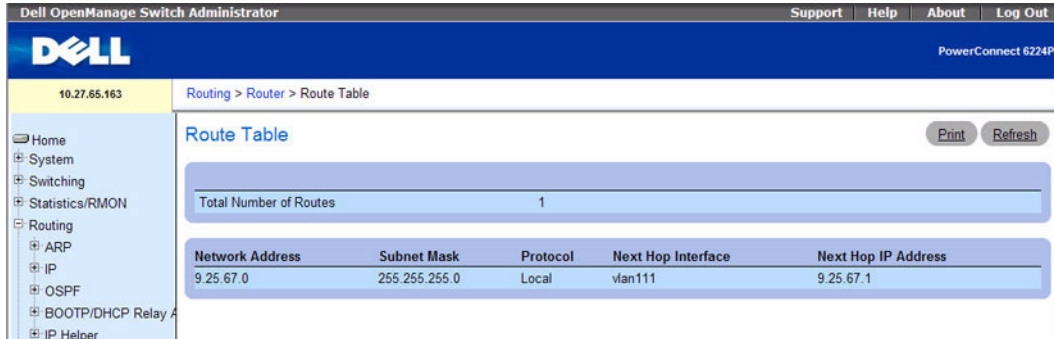 Dell OpenManage Switch Administrator Support Help About Log Out
DELL
PowerConnect 6224P
10.27.65.163
Routing > Router > Route Table
Home
System
Switching
Statistics/RMON
Routing
ARP
IP
OSPF
BOOTP/DHCP Relay A
IP Helper
Route Table
Print Refresh
Total Number of Routes 1
Network Address Subnet Mask Protocol Next Hop Interface Next Hop IP Address
9.25.67.0 255.255.255.0 Local vlan111 9.25.67.1